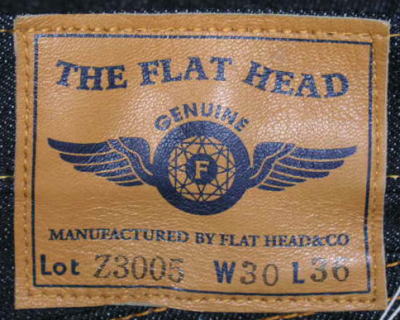 THE FLAT HEAD
GENUINE
F
MANUFACTURED BY FLAT HEAD&CO
Lot Z3005 W30 L36